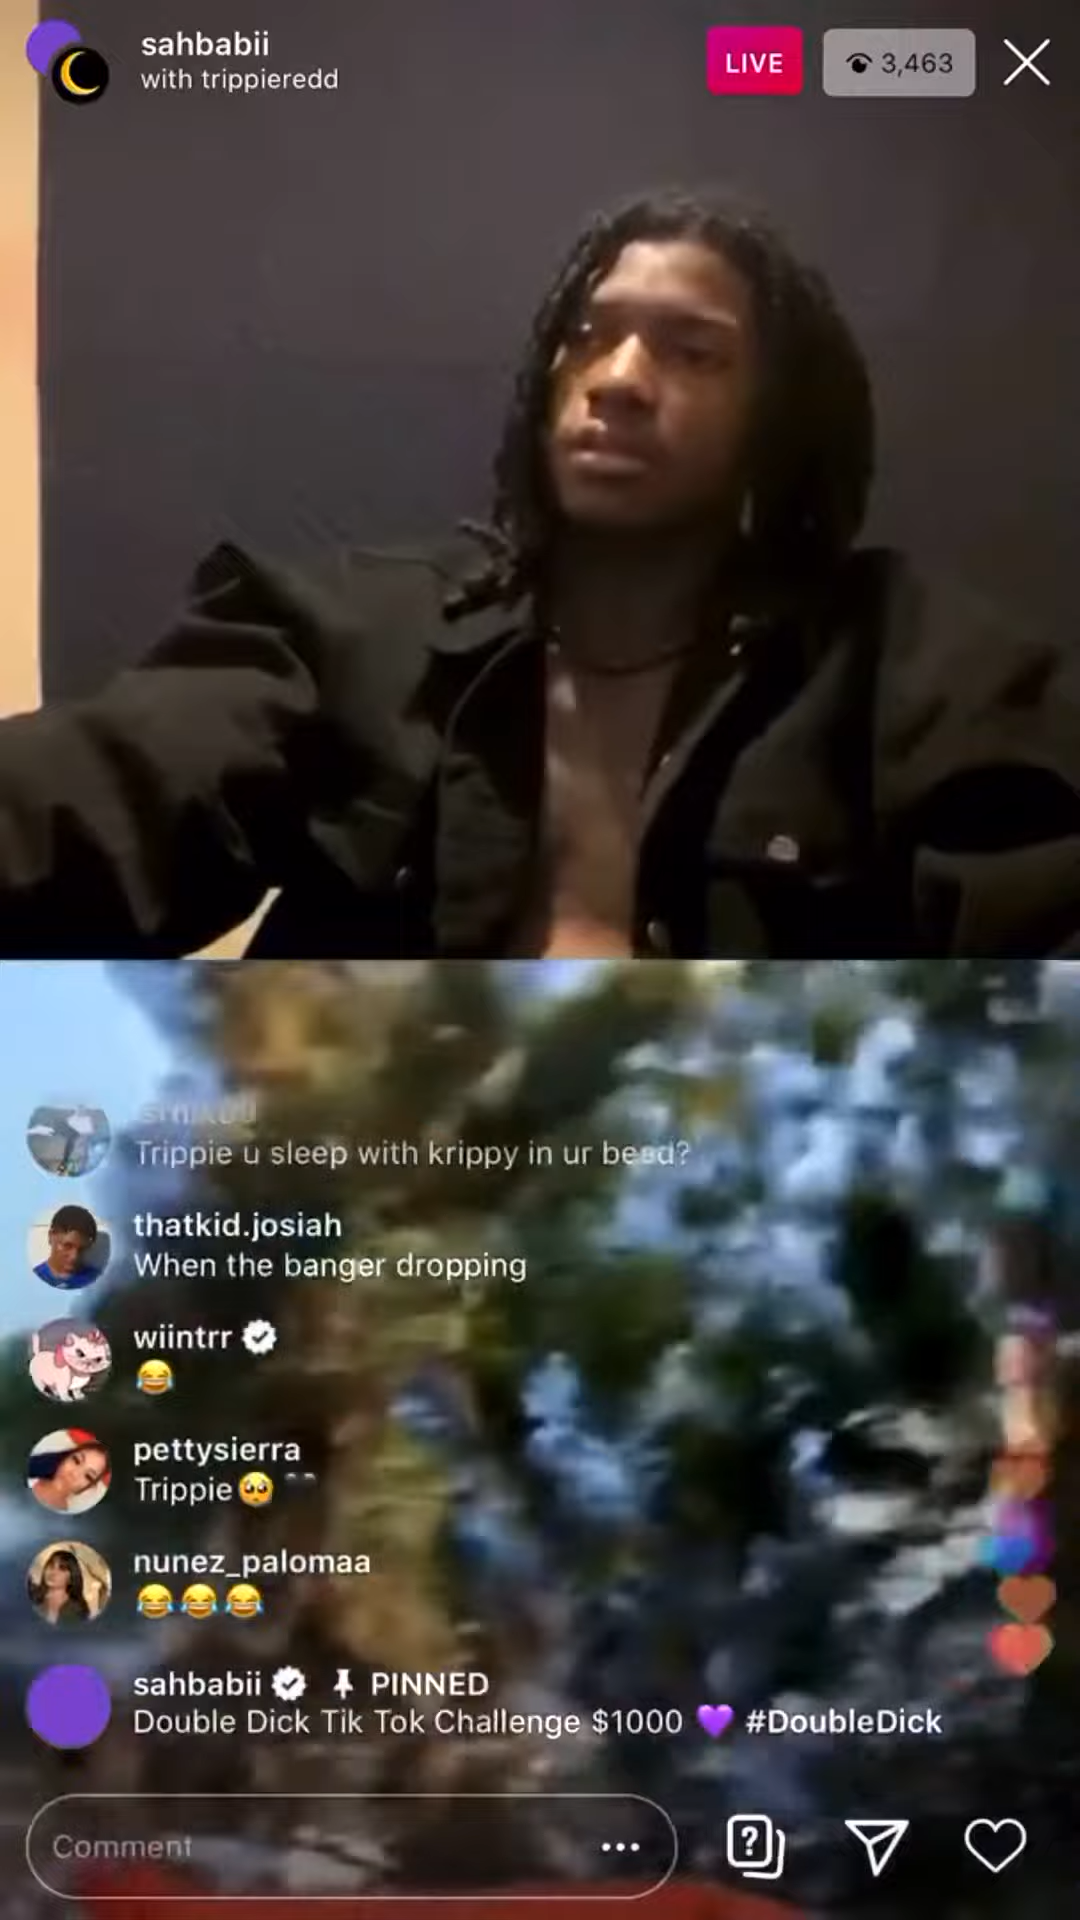 sahbabii
with trippieredd
LIVE
3,463
Trippie u sleep with krippy in ur bead?
thatkid.josiah
When the banger dropping
wiintrr
😂
pettysierra
Trippie🥺
nunez_palomaa
😂😂😂
sahbabii PINNED
Double Dick Tik Tok Challenge $1000 💜 #DoubleDick
Comment